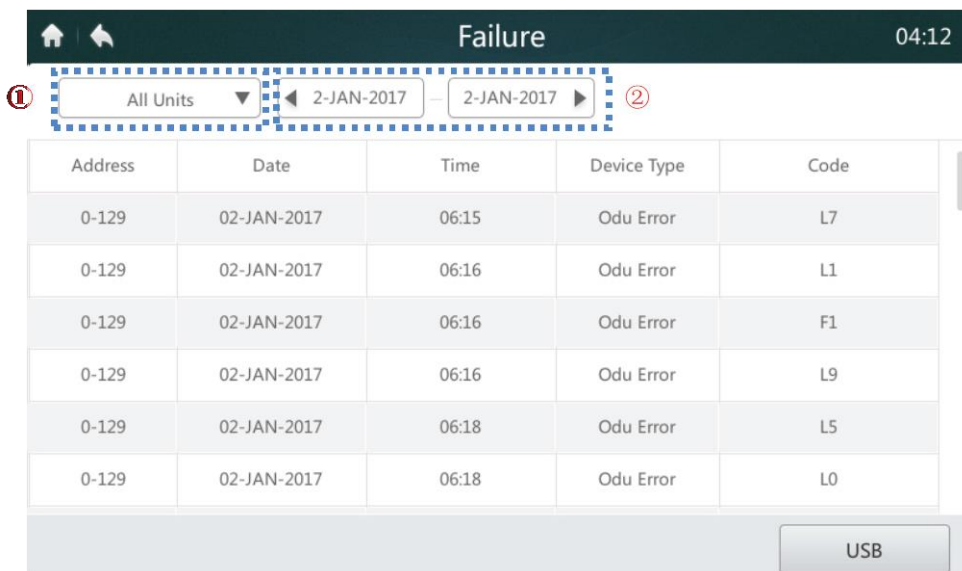 Failure 04:12
① All Units 2-JAN-2017 – 2-JAN-2017 ②
Address Date Time Device Type Code
0-129 02-JAN-2017 06:15 Odu Error L7
0-129 02-JAN-2017 06:16 Odu Error L1
0-129 02-JAN-2017 06:16 Odu Error F1
0-129 02-JAN-2017 06:16 Odu Error L9
0-129 02-JAN-2017 06:18 Odu Error L5
0-129 02-JAN-2017 06:18 Odu Error L0
USB